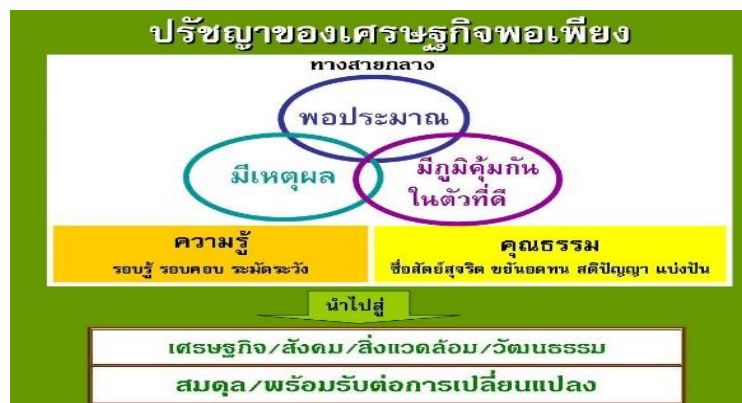 ปรัชญาของเศรษฐกิจพอเพียง
ทางสายกลาง
พอประมาณ
มีเหตุผล
มีภูมิคุ้มกัน
ในตัวที่ดี
ความรู้
รอบรู้ รอบคอบ ระมัดระวัง
คุณธรรม
ซื่อสัตย์สุจริต ขยันอดทน สติปัญญา แบ่งปัน
นำไปสู่
เศรษฐกิจ/สังคม/สิ่งแวดล้อม/วัฒนธรรม
สมดุล/พร้อมรับต่อการเปลี่ยนแปลง